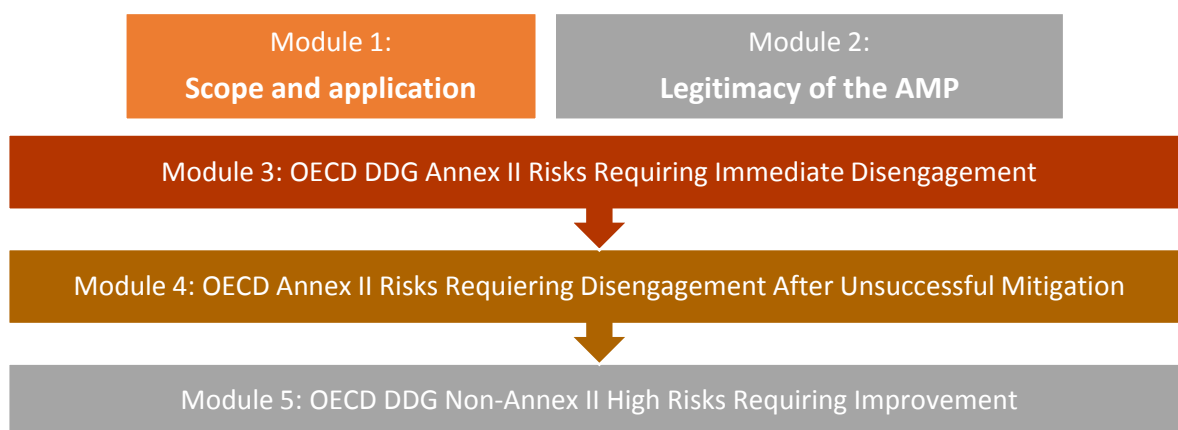 Module 1:
Scope and application
Module 2:
Legitimacy of the AMP
Module 3: OECD DDG Annex II Risks Requiring Immediate Disengagement
Module 4: OECD Annex II Risks Requiering Disengagement After Unsuccessful Mitigation
Module 5: OECD DDG Non-Annex II High Risks Requiring Improvement